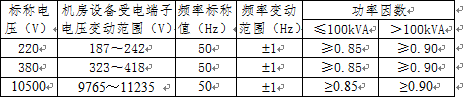 标称电压（V） 机房设备受电端子电压变动范围（V） 频率标称值（Hz） 频率变动范围（Hz） 功率因数
≤100kVA >100kVA
220 187～242 50 ±1 ≥0.85 ≥0.90
380 323～418 50 ±1 ≥0.85 ≥0.90
10500 9765～11235 50 ±1 ≥0.85 ≥0.90